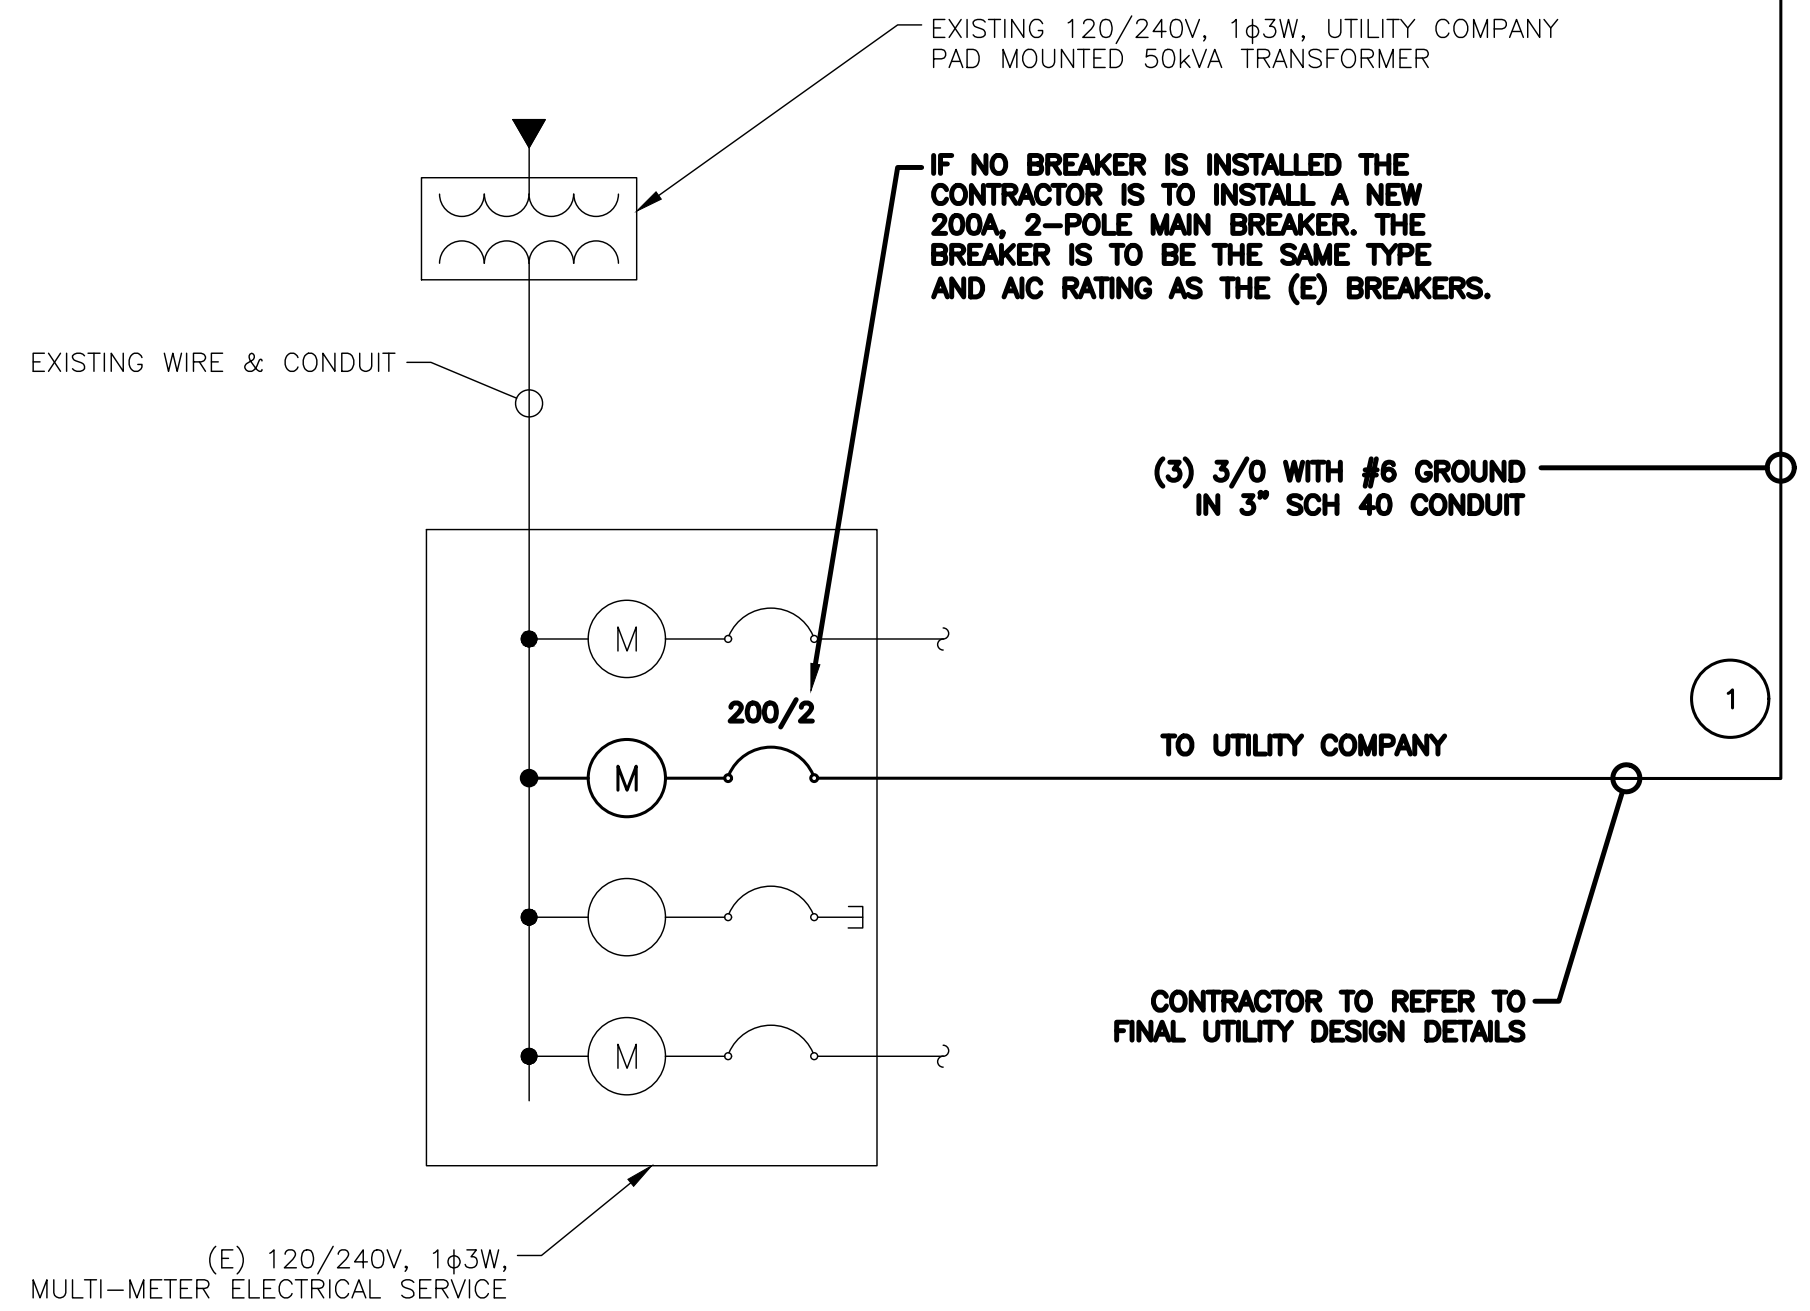 EXISTING 120/240V, 1ϕ3W, UTILITY COMPANY
PAD MOUNTED 50kVA TRANSFORMER
IF NO BREAKER IS INSTALLED THE
CONTRACTOR IS TO INSTALL A NEW
200A, 2-POLE MAIN BREAKER. THE
BREAKER IS TO BE THE SAME TYPE
AND AIC RATING AS THE (E) BREAKERS.
EXISTING WIRE & CONDUIT
(3) 3/0 WITH #6 GROUND
IN 3" SCH 40 CONDUIT
M
200/2
1
TO UTILITY COMPANY
M
CONTRACTOR TO REFER TO
FINAL UTILITY DESIGN DETAILS
M
(E) 120/240V, 1ϕ3W,
MULTI-METER ELECTRICAL SERVICE